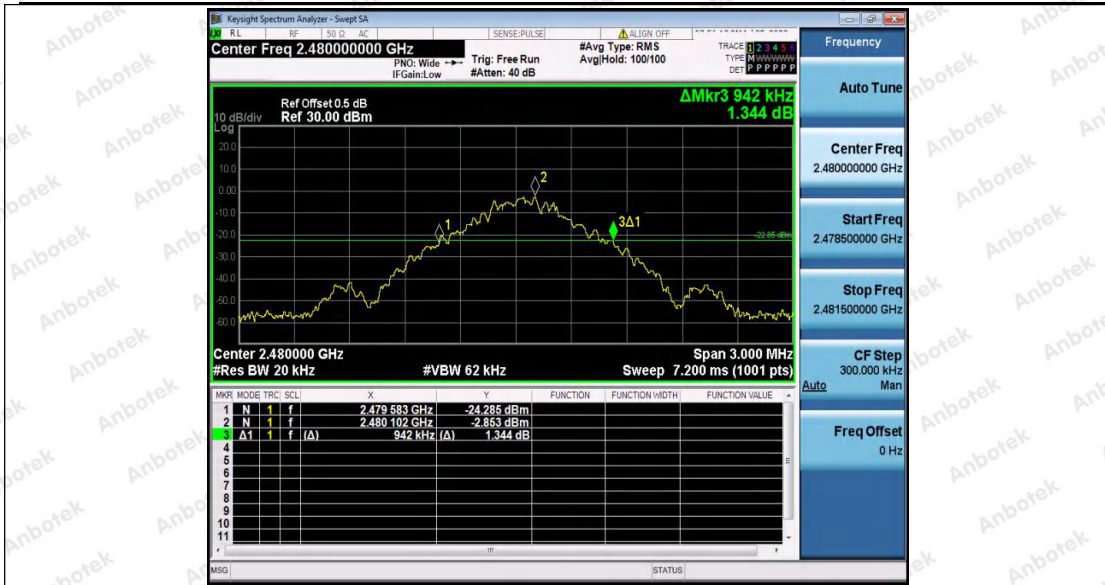 Keysight Spectrum Analyzer - Swept SA
RL RF 50 Ω AC SENSE:PULSE ALIGN OFF
Center Freq 2.480000000 GHz
PNO: Wide
IFGain:Low
Trig: Free Run
#Atten: 40 dB
#Avg Type: RMS
Avg|Hold: 100/100
TRACE 1 2 3 4 5 6
TYPE M WWWWW
DET P P P P P P
ΔMkr3 942 kHz
1.344 dB
Ref Offset 0.5 dB
10 dB/div Ref 30.00 dBm
Log
20.0
10.0
0.00
-10.0
-20.0
-30.0
-40.0
-50.0
-60.0
1
2
3Δ1
-22.85 dBm
Center 2.480000 GHz Span 3.000 MHz
#Res BW 20 kHz #VBW 62 kHz Sweep 7.200 ms (1001 pts)
MKR MODE TRC SCL X Y FUNCTION FUNCTION WIDTH FUNCTION VALUE
1 N 1 f 2.479 583 GHz -24.285 dBm
2 N 1 f 2.480 102 GHz -2.853 dBm
3 Δ1 1 f (Δ) 942 kHz (Δ) 1.344 dB
4
5
6
7
8
9
10
11
MSG STATUS
Frequency
Auto Tune
Center Freq
2.480000000 GHz
Start Freq
2.478500000 GHz
Stop Freq
2.481500000 GHz
CF Step
300.000 kHz
Auto Man
Freq Offset
0 Hz
Anbotek